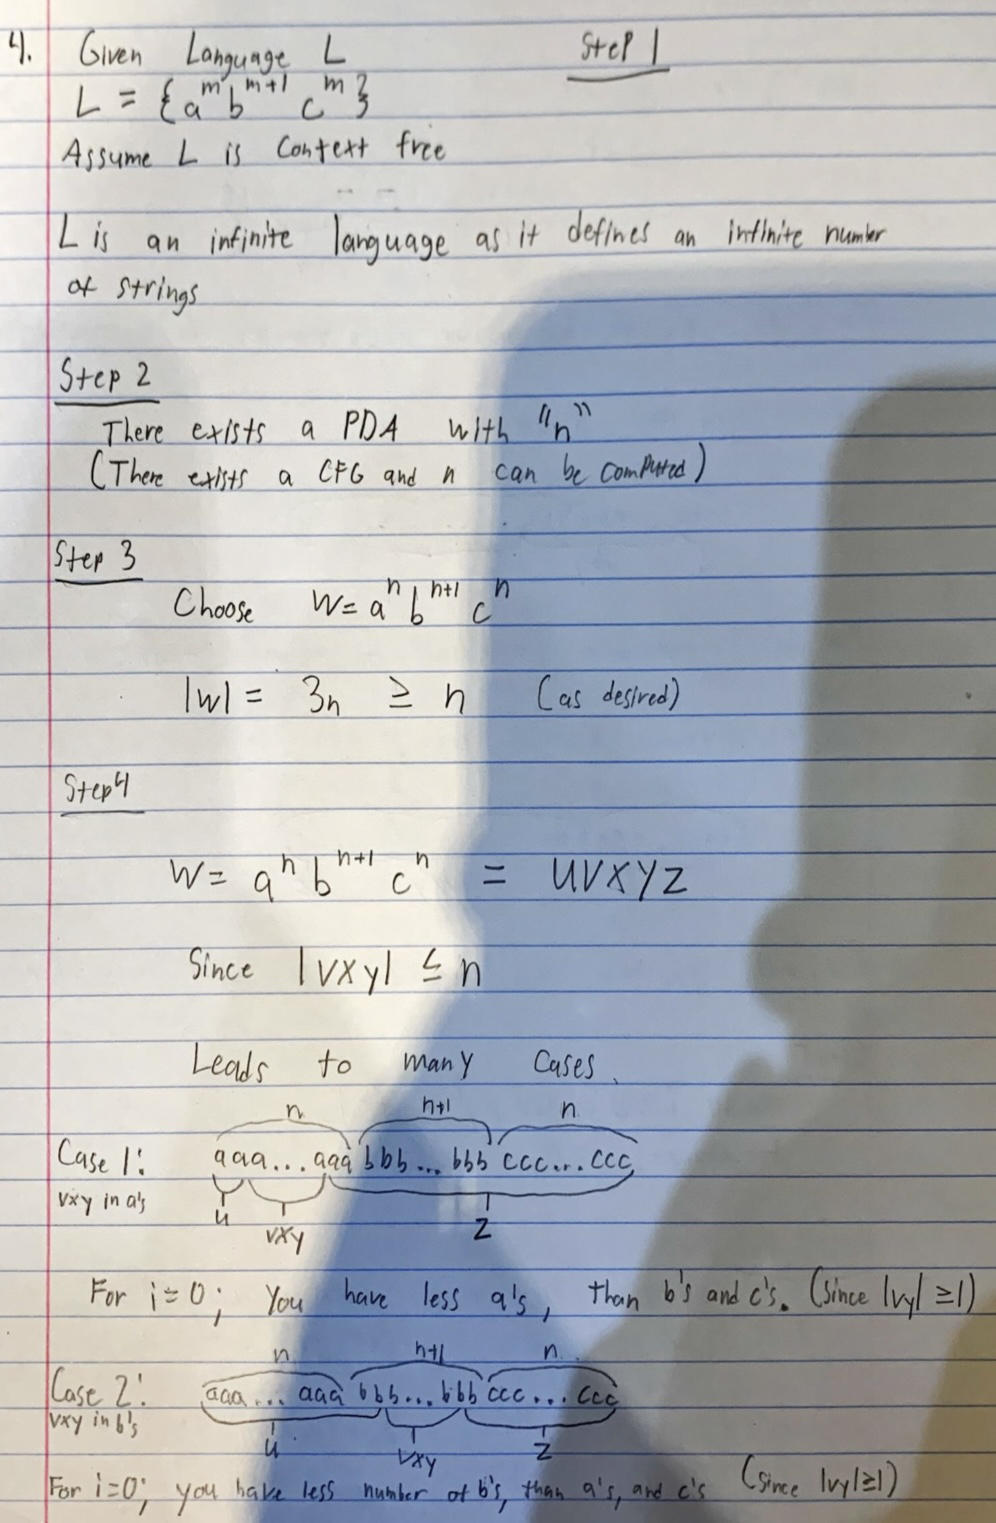 4. Given Language L Step 1
L = {a^m b^{m+1} c^m}
Assume L is Context free
L is an infinite language as it defines an infinite number
of strings
Step 2
There exists a PDA with "n"
(There exists a CFG and n can be computed)
Step 3
Choose W = a^n b^{n+1} c^n
|w| = 3n ≥ n (as desired)
Step 4
W = a^n b^{n+1} c^n = uvxyz
Since |vxy| ≤ n
Leads to many cases.
n n+1 n
Case 1: aaa...aaa bbb...bbb ccc...ccc
vxy in a's
u vxy z
For i=0; You have less a's, than b's and c's. (since |vy| ≥1)
n n+1 n
Case 2: aaa...aaa bbb...bbb ccc...ccc
vxy in b's
u vxy z
For i=0; you have less number of b's, than a's, and c's (since |vy|≥1)